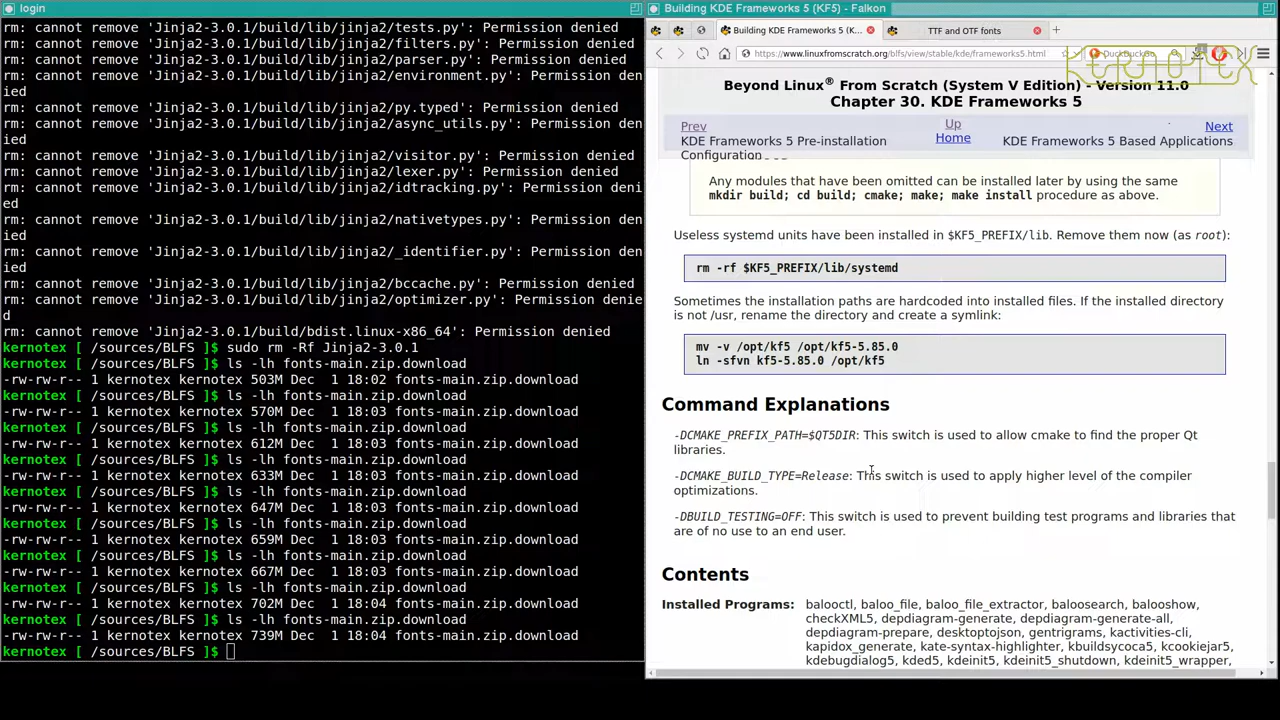 login
rm: cannot remove 'Jinja2-3.0.1/build/lib/jinja2/tests.py': Permission denied
rm: cannot remove 'Jinja2-3.0.1/build/lib/jinja2/filters.py': Permission denied
rm: cannot remove 'Jinja2-3.0.1/build/lib/jinja2/parser.py': Permission denied
rm: cannot remove 'Jinja2-3.0.1/build/lib/jinja2/environment.py': Permission den
ied
rm: cannot remove 'Jinja2-3.0.1/build/lib/jinja2/py.typed': Permission denied
rm: cannot remove 'Jinja2-3.0.1/build/lib/jinja2/async_utils.py': Permission den
ied
rm: cannot remove 'Jinja2-3.0.1/build/lib/jinja2/visitor.py': Permission denied
rm: cannot remove 'Jinja2-3.0.1/build/lib/jinja2/lexer.py': Permission denied
rm: cannot remove 'Jinja2-3.0.1/build/lib/jinja2/idtracking.py': Permission deni
ed
rm: cannot remove 'Jinja2-3.0.1/build/lib/jinja2/nativetypes.py': Permission den
ied
rm: cannot remove 'Jinja2-3.0.1/build/lib/jinja2/_identifier.py': Permission den
ied
rm: cannot remove 'Jinja2-3.0.1/build/lib/jinja2/bccache.py': Permission denied
rm: cannot remove 'Jinja2-3.0.1/build/lib/jinja2/optimizer.py': Permission denie
d
rm: cannot remove 'Jinja2-3.0.1/build/bdist.linux-x86_64': Permission denied
kernotex [ /sources/BLFS ]$ sudo rm -Rf Jinja2-3.0.1
kernotex [ /sources/BLFS ]$ ls -lh fonts-main.zip.download
-rw-rw-r-- 1 kernotex kernotex 503M Dec  1 18:02 fonts-main.zip.download
kernotex [ /sources/BLFS ]$ ls -lh fonts-main.zip.download
-rw-rw-r-- 1 kernotex kernotex 570M Dec  1 18:03 fonts-main.zip.download
kernotex [ /sources/BLFS ]$ ls -lh fonts-main.zip.download
-rw-rw-r-- 1 kernotex kernotex 612M Dec  1 18:03 fonts-main.zip.download
kernotex [ /sources/BLFS ]$ ls -lh fonts-main.zip.download
-rw-rw-r-- 1 kernotex kernotex 633M Dec  1 18:03 fonts-main.zip.download
kernotex [ /sources/BLFS ]$ ls -lh fonts-main.zip.download
-rw-rw-r-- 1 kernotex kernotex 647M Dec  1 18:03 fonts-main.zip.download
kernotex [ /sources/BLFS ]$ ls -lh fonts-main.zip.download
-rw-rw-r-- 1 kernotex kernotex 659M Dec  1 18:03 fonts-main.zip.download
kernotex [ /sources/BLFS ]$ ls -lh fonts-main.zip.download
-rw-rw-r-- 1 kernotex kernotex 667M Dec  1 18:03 fonts-main.zip.download
kernotex [ /sources/BLFS ]$ ls -lh fonts-main.zip.download
-rw-rw-r-- 1 kernotex kernotex 702M Dec  1 18:04 fonts-main.zip.download
kernotex [ /sources/BLFS ]$ ls -lh fonts-main.zip.download
-rw-rw-r-- 1 kernotex kernotex 739M Dec  1 18:04 fonts-main.zip.download
kernotex [ /sources/BLFS ]$
Building KDE Frameworks 5 (KF5) - Falkon
Building KDE Frameworks 5 (K...
TTF and OTF fonts
https://www.linuxfromscratch.org/blfs/view/stable/kde/frameworks5.html
KERNOTEX
Beyond Linux® From Scratch (System V Edition) - Version 11.0
Chapter 30. KDE Frameworks 5
Prev
Up
Next
KDE Frameworks 5 Pre-installation
Configuration
Home
KDE Frameworks 5 Based Applications
Any modules that have been omitted can be installed later by using the same
mkdir build; cd build; cmake; make; make install procedure as above.
Useless systemd units have been installed in $KF5_PREFIX/lib. Remove them now (as root):
rm -rf $KF5_PREFIX/lib/systemd
Sometimes the installation paths are hardcoded into installed files. If the installed directory
is not /usr, rename the directory and create a symlink:
mv -v /opt/kf5 /opt/kf5-5.85.0
ln -sfvn kf5-5.85.0 /opt/kf5
Command Explanations
-DCMAKE_PREFIX_PATH=$QT5DIR: This switch is used to allow cmake to find the proper Qt
libraries.
-DCMAKE_BUILD_TYPE=Release: This switch is used to apply higher level of the compiler
optimizations.
-DBUILD_TESTING=OFF: This switch is used to prevent building test programs and libraries that
are of no use to an end user.
Contents
Installed Programs: balooctl, baloo_file, baloo_file_extractor, baloosearch, balooshow,
checkXML5, depdiagram-generate, depdiagram-generate-all,
depdiagram-prepare, desktoptojson, gentrigrams, kactivities-cli,
kapidox_generate, kate-syntax-highlighter, kbuildsycoca5, kcookiejar5,
kdebugdialog5, kded5, kdeinit5, kdeinit5_shutdown, kdeinit5_wrapper,